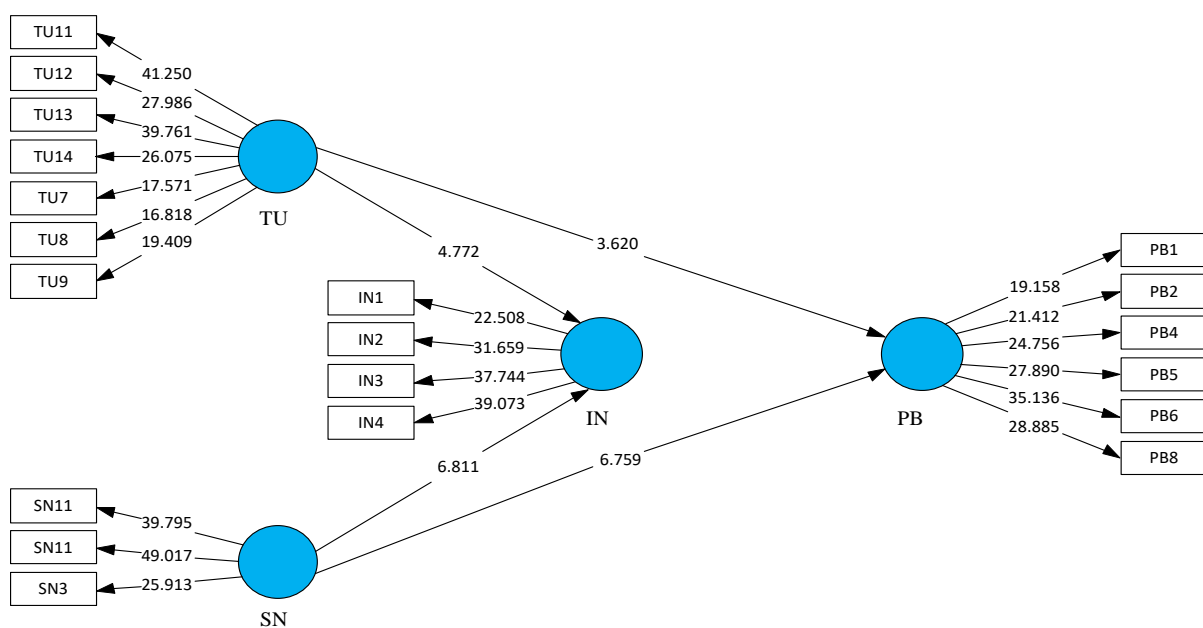 TU11
TU12
TU13
TU14
TU7
TU8
TU9
41.250
27.986
39.761
26.075
17.571
16.818
19.409
TU
4.772
3.620
IN1
IN2
IN3
IN4
22.508
31.659
37.744
39.073
IN
PB1
PB2
PB4
PB5
PB6
PB8
19.158
21.412
24.756
27.890
35.136
28.885
PB
6.811
6.759
SN11
SN11
SN3
39.795
49.017
25.913
SN